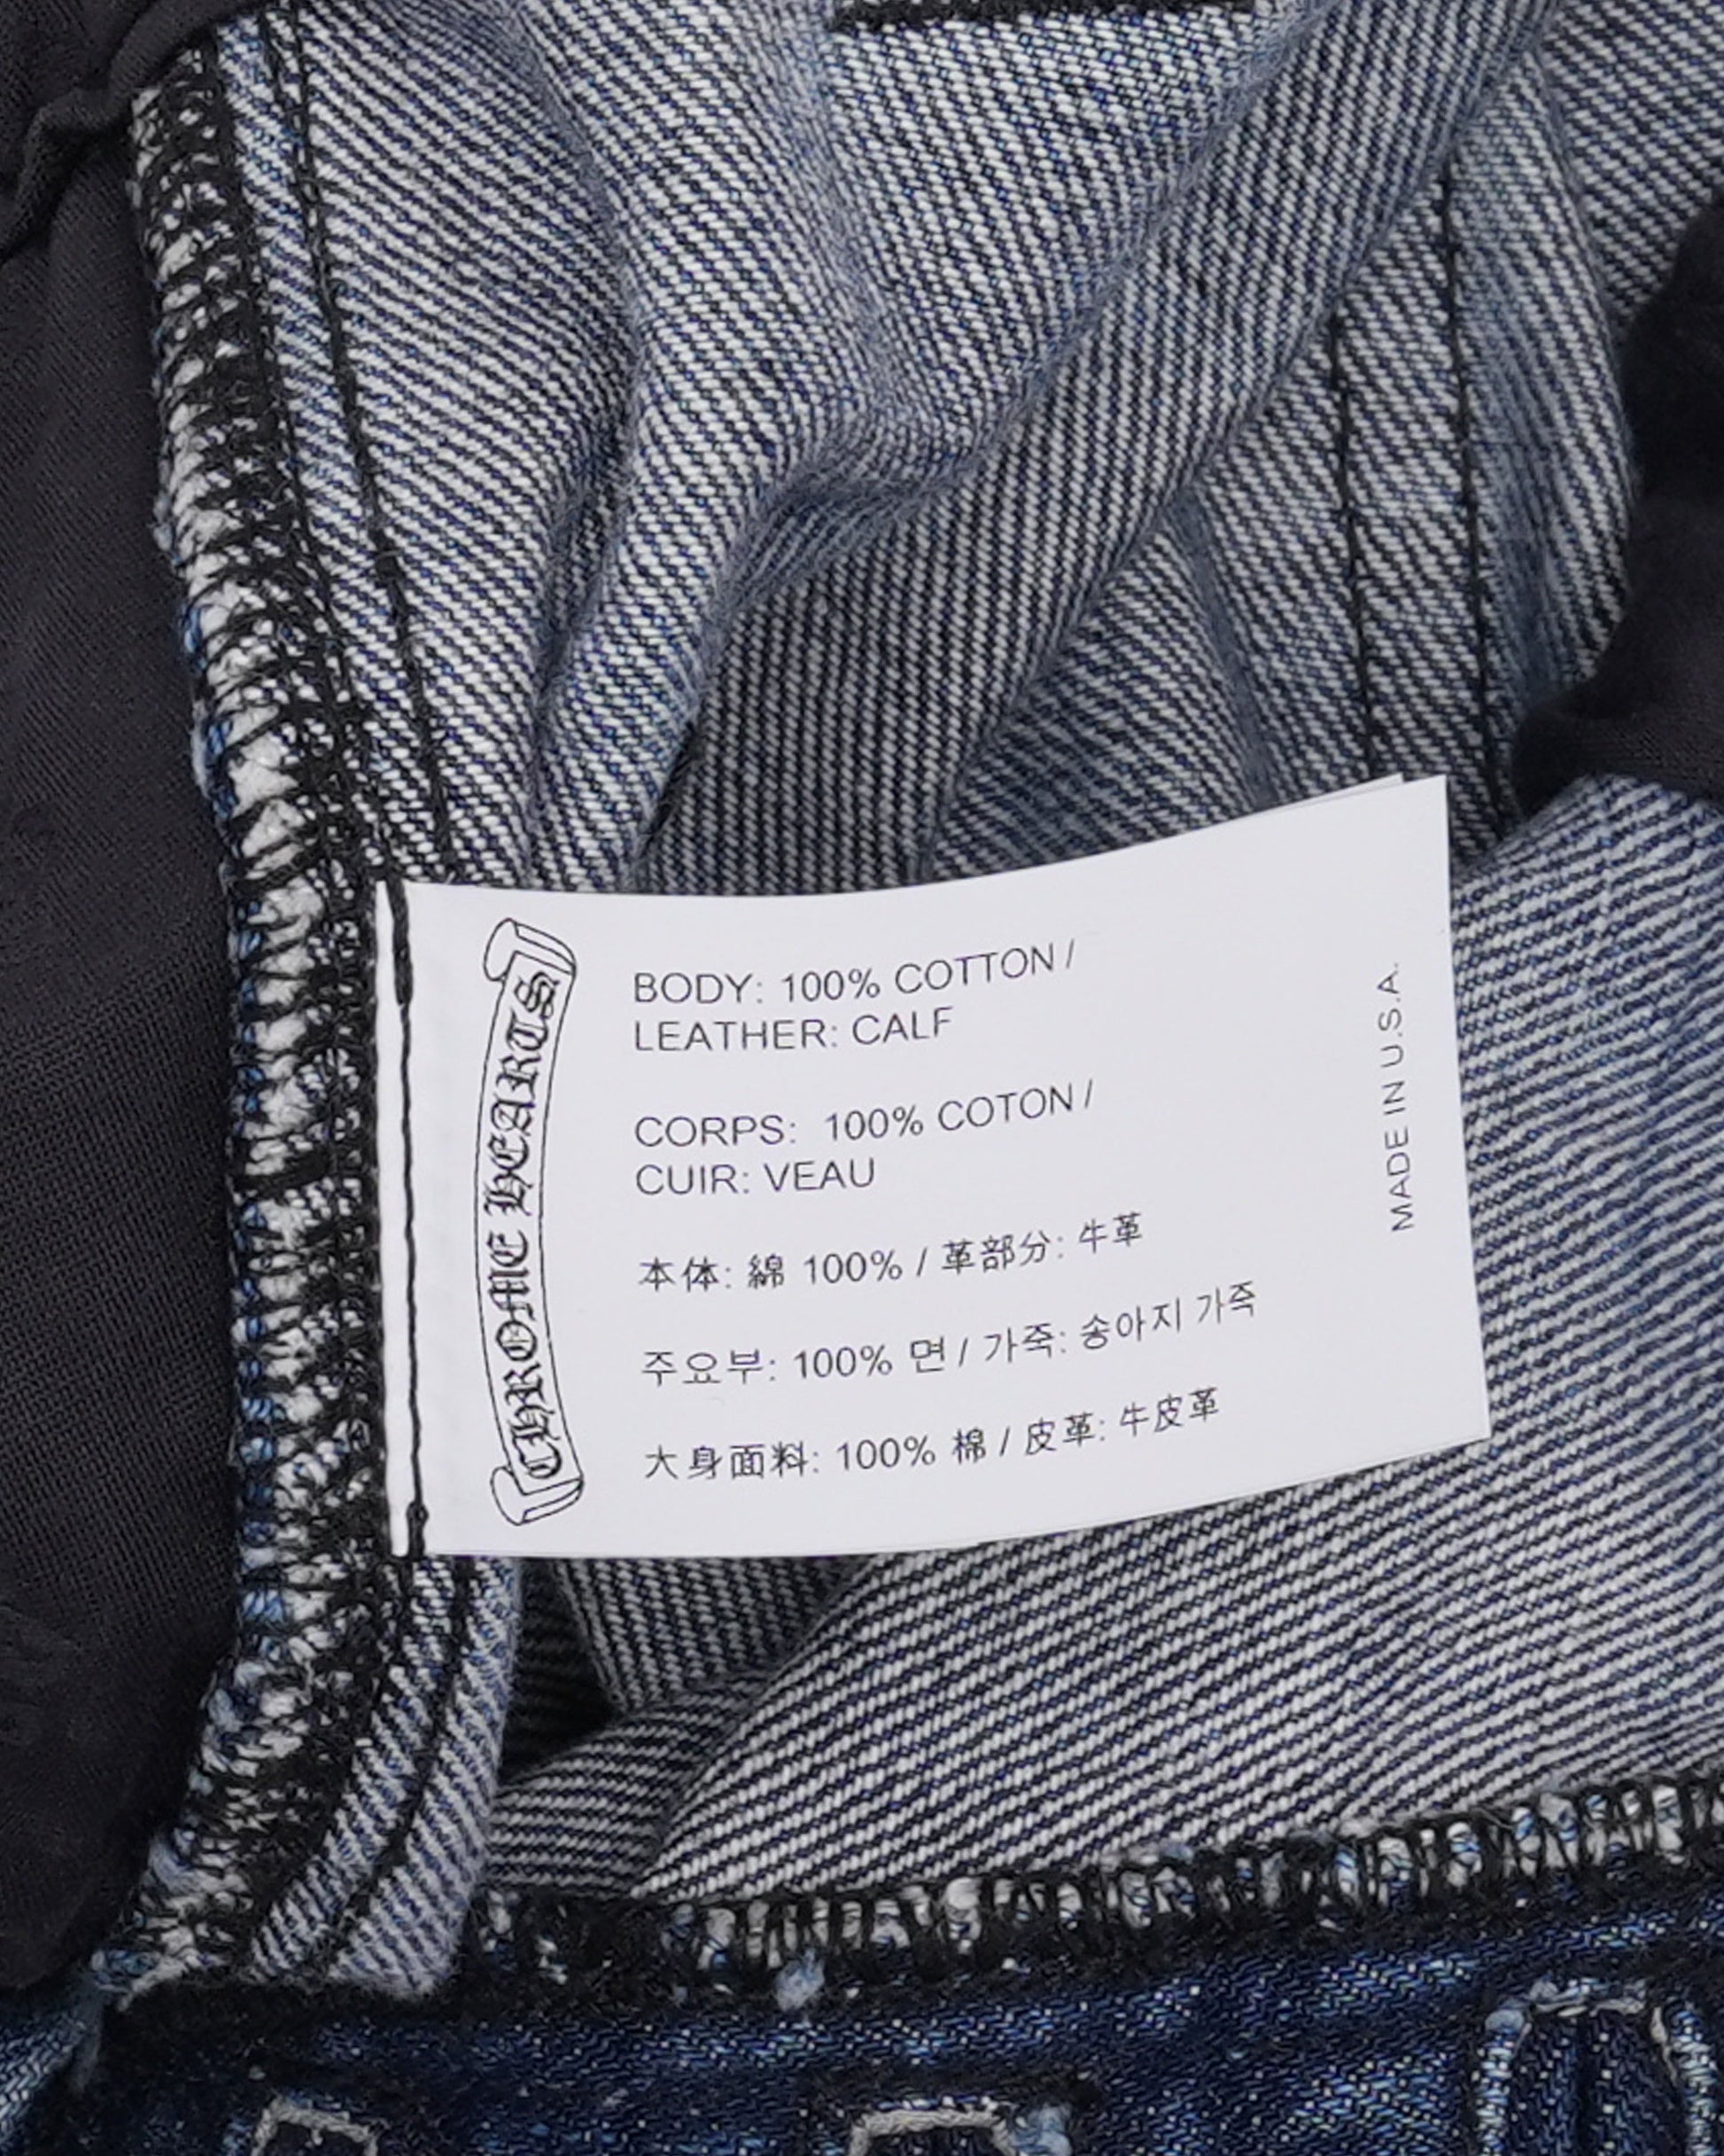 CHROME HEARTS
BODY: 100% COTTON /
LEATHER: CALF
CORPS: 100% COTON /
CUIR: VEAU
本体: 綿 100% / 革部分: 牛革
주요부: 100% 면 / 가죽: 송아지 가죽
大身面料: 100% 棉 / 皮革: 牛皮革
MADE IN U.S.A.